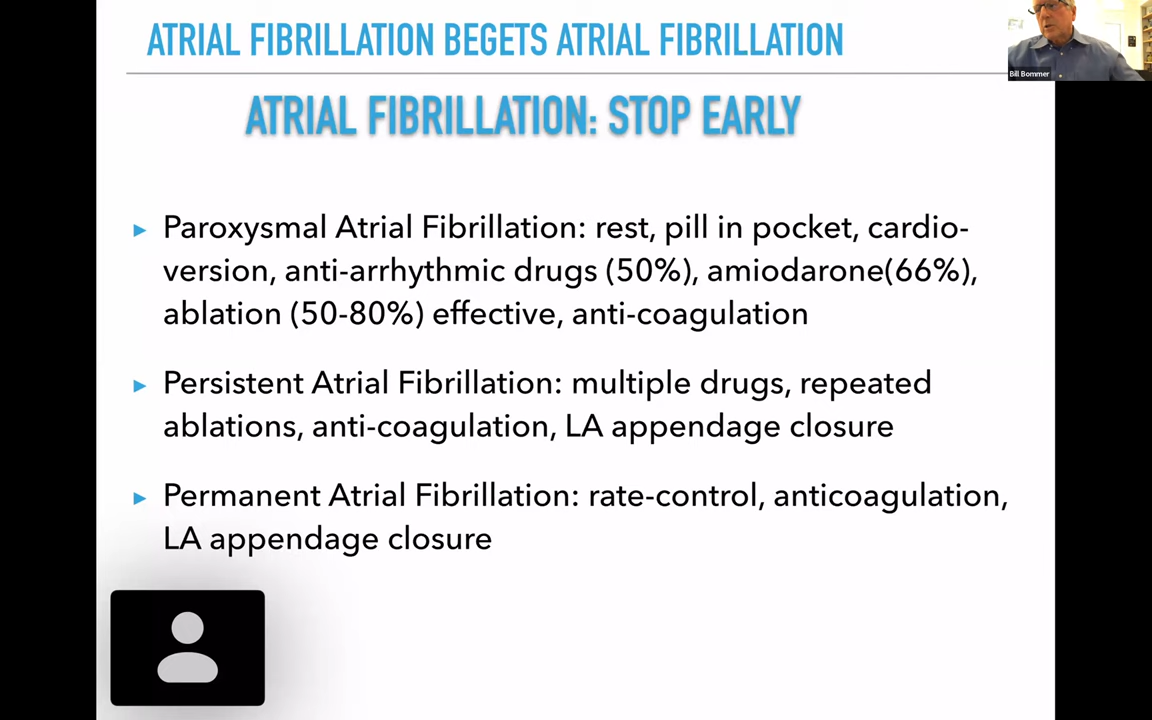 ATRIAL FIBRILLATION BEGETS ATRIAL FIBRILLATION
Bill Bommer
ATRIAL FIBRILLATION: STOP EARLY
▸ Paroxysmal Atrial Fibrillation: rest, pill in pocket, cardio-
version, anti-arrhythmic drugs (50%), amiodarone(66%),
ablation (50-80%) effective, anti-coagulation
▸ Persistent Atrial Fibrillation: multiple drugs, repeated
ablations, anti-coagulation, LA appendage closure
▸ Permanent Atrial Fibrillation: rate-control, anticoagulation,
LA appendage closure